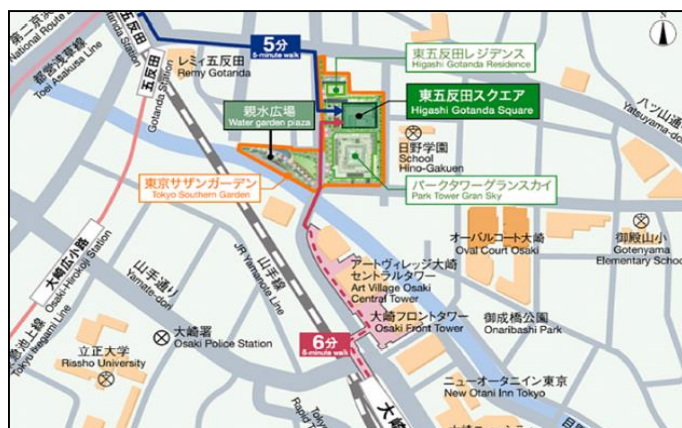 第二京浜
National Route
都営浅草線
Toei Asakusa Line
五反田
五反田
Gotanda Station
レミィ五反田
Remy Gotanda
5分
5-minute walk
東五反田レジデンス
Higashi Gotanda Residence
東五反田スクエア
Higashi Gotanda Square
八ツ山通り
Yatsuyama-do
親水広場
Water garden plaza
日野学園
School
Hino-Gakuen
東京サザンガーデン
Tokyo Southern Garden
パークタワーグランスカイ
Park Tower Gran Sky
大崎広小路
Osaki-Hirokoji Station
山手通り
Yamate-dori
山手線
JR Yamanote Line
オーバルコート大崎
Oval Court Osaki
御殿山小
Gotenyama
Elementary Schoo
アートヴィレッジ大崎
セントラルタワー
Art Village Osaki
Central Tower
大崎フロントタワー
Osaki Front Tower
御成橋公園
Onaribashi Park
池上線
Tokyu Ikegami Line
大崎署
Osaki Police Station
6分
6-minute walk
立正大学
Rissho University
ニューオータニイン東京
New Otani Inn Tokyo
大崎